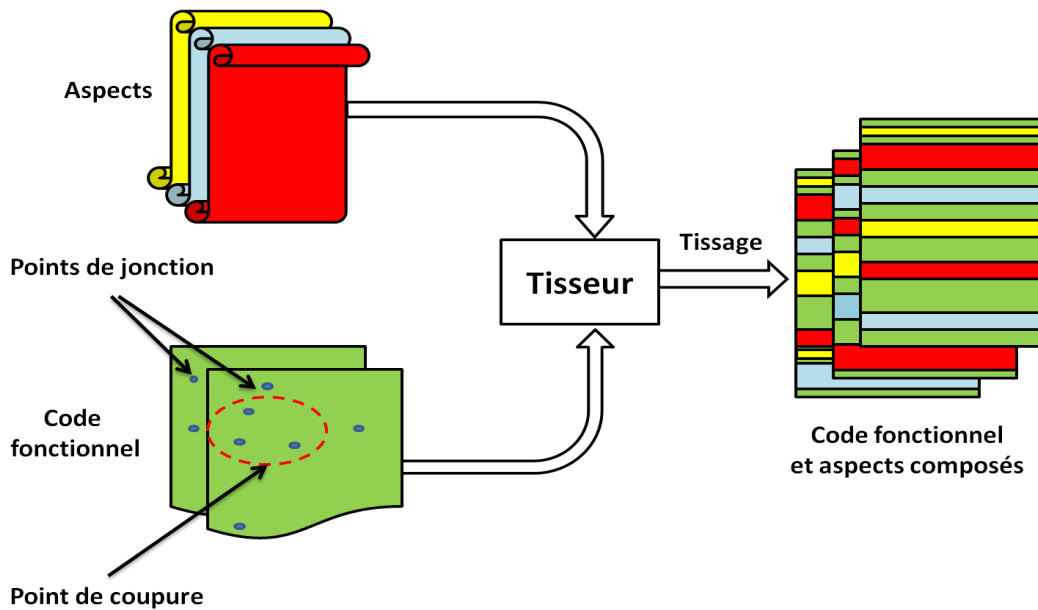 Aspects
Points de jonction
Tisseur
Tissage
Code
fonctionnel
Code fonctionnel
et aspects composés
Point de coupure